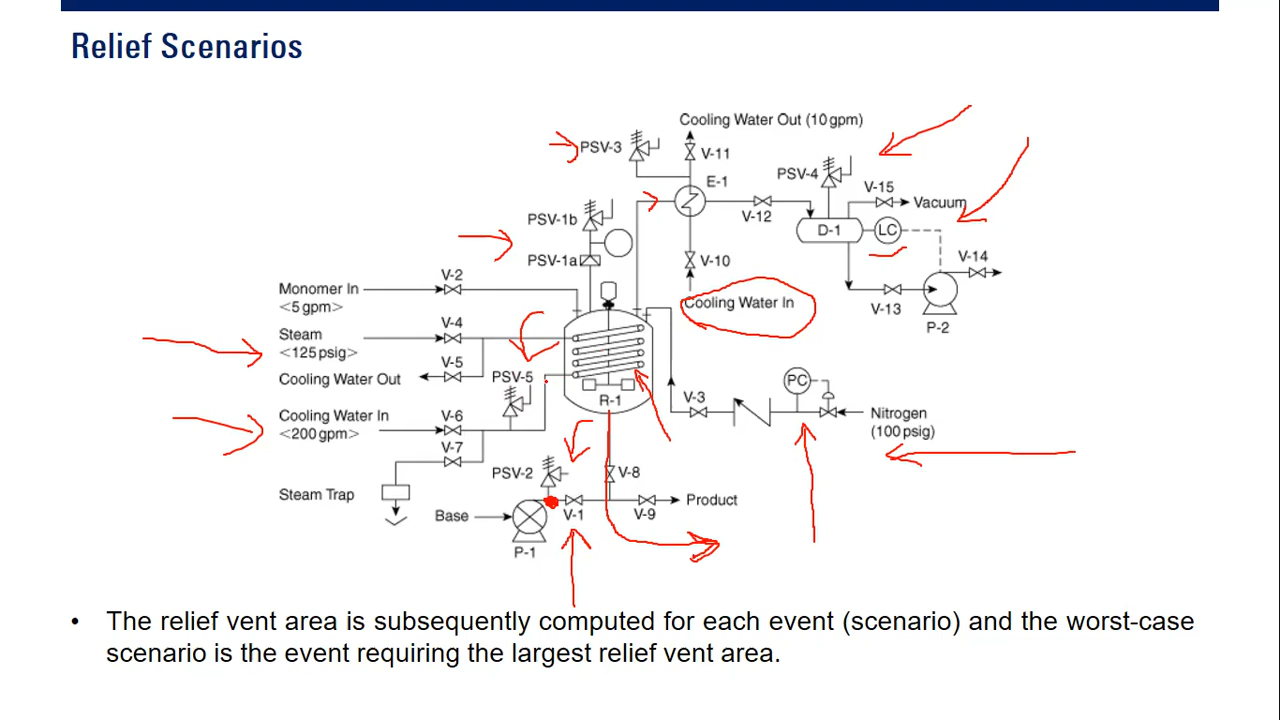 Relief Scenarios
Cooling Water Out (10 gpm)
PSV-3
V-11
E-1
PSV-4
V-15
Vacuum
PSV-1b
V-12
D-1
LC
PSV-1a
V-10
V-14
V-2
Monomer In
<5 gpm>
Cooling Water In
V-13
P-2
V-4
Steam
<125 psig>
V-5
Cooling Water Out
PSV-5
R-1
PC
V-3
Cooling Water In
<200 gpm>
V-6
Nitrogen
(100 psig)
V-7
PSV-2
V-8
Steam Trap
Product
Base
V-1
V-9
P-1
• The relief vent area is subsequently computed for each event (scenario) and the worst-case
scenario is the event requiring the largest relief vent area.